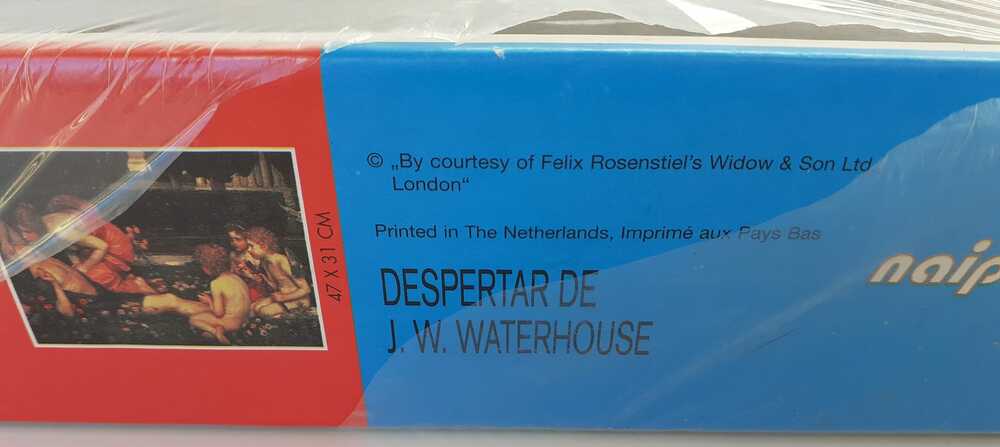 © „By courtesy of Felix Rosenstiel's Widow & Son Ltd
London“
Printed in The Netherlands, Imprimé aux Pays Bas
47 X 31 CM
DESPERTAR DE
J. W. WATERHOUSE
naip